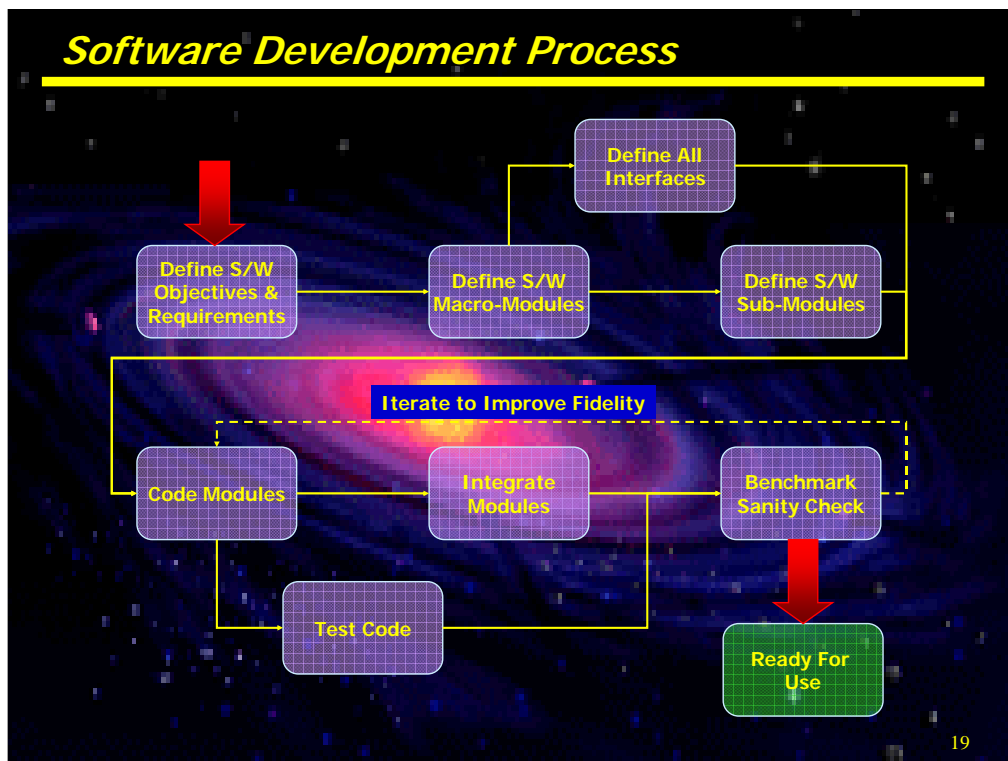 Software Development Process
Define All
Interfaces
Define S/W
Objectives &
Requirements
Define S/W
Macro-Modules
Define S/W
Sub-Modules
Iterate to Improve Fidelity
Code Modules
Integrate
Modules
Benchmark
Sanity Check
Test Code
Ready For
Use
19